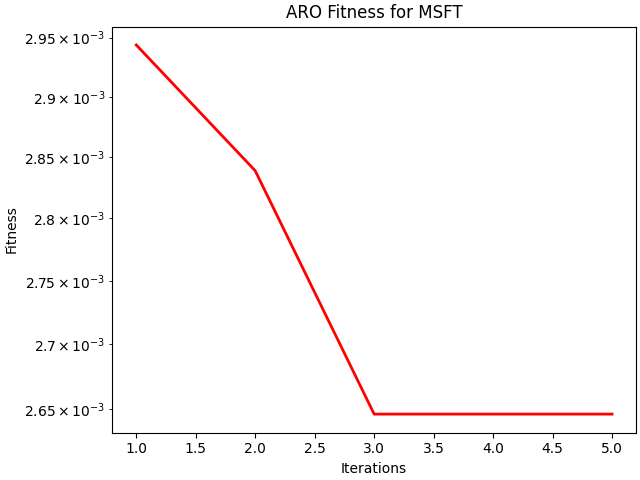 ARO Fitness for MSFT
2.95 × 10⁻³
2.9 × 10⁻³
2.85 × 10⁻³
2.8 × 10⁻³
2.75 × 10⁻³
2.7 × 10⁻³
2.65 × 10⁻³
Fitness
1.0 1.5 2.0 2.5 3.0 3.5 4.0 4.5 5.0
Iterations